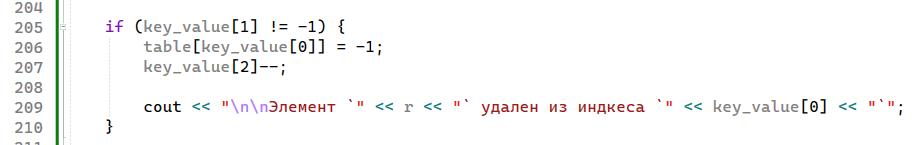 204
205 if (key_value[1] != -1) {
206 table[key_value[0]] = -1;
207 key_value[2]--;
208
209 cout << "\n\nЭлемент `" << r << "` удален из индкеса `" << key_value[0] << "`";
210 }
211